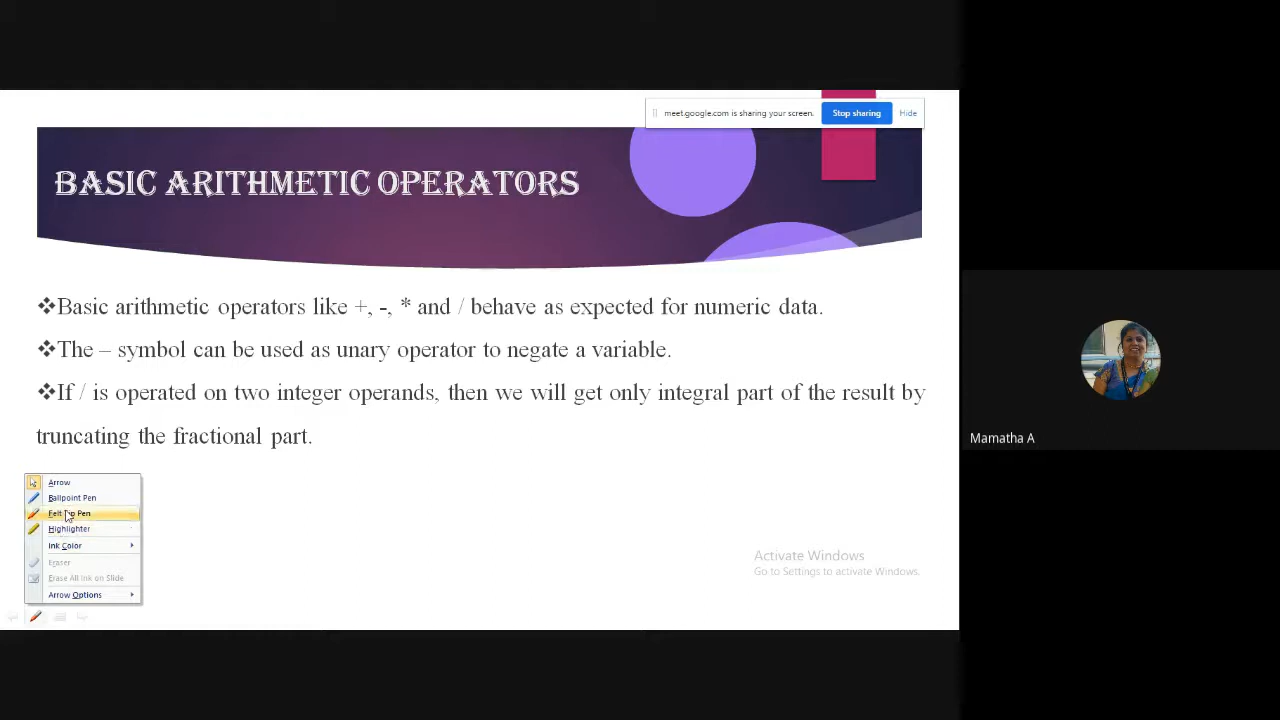 meet.google.com is sharing your screen.
Stop sharing
Hide
BASIC ARITHMETIC OPERATORS
❖Basic arithmetic operators like +, -, * and / behave as expected for numeric data.
❖The – symbol can be used as unary operator to negate a variable.
❖If / is operated on two integer operands, then we will get only integral part of the result by
truncating the fractional part.
Arrow
Ballpoint Pen
Felt Tip Pen
Highlighter
Ink Color
Eraser
Erase All Ink on Slide
Arrow Options
Activate Windows
Go to Settings to activate Windows.
Mamatha A